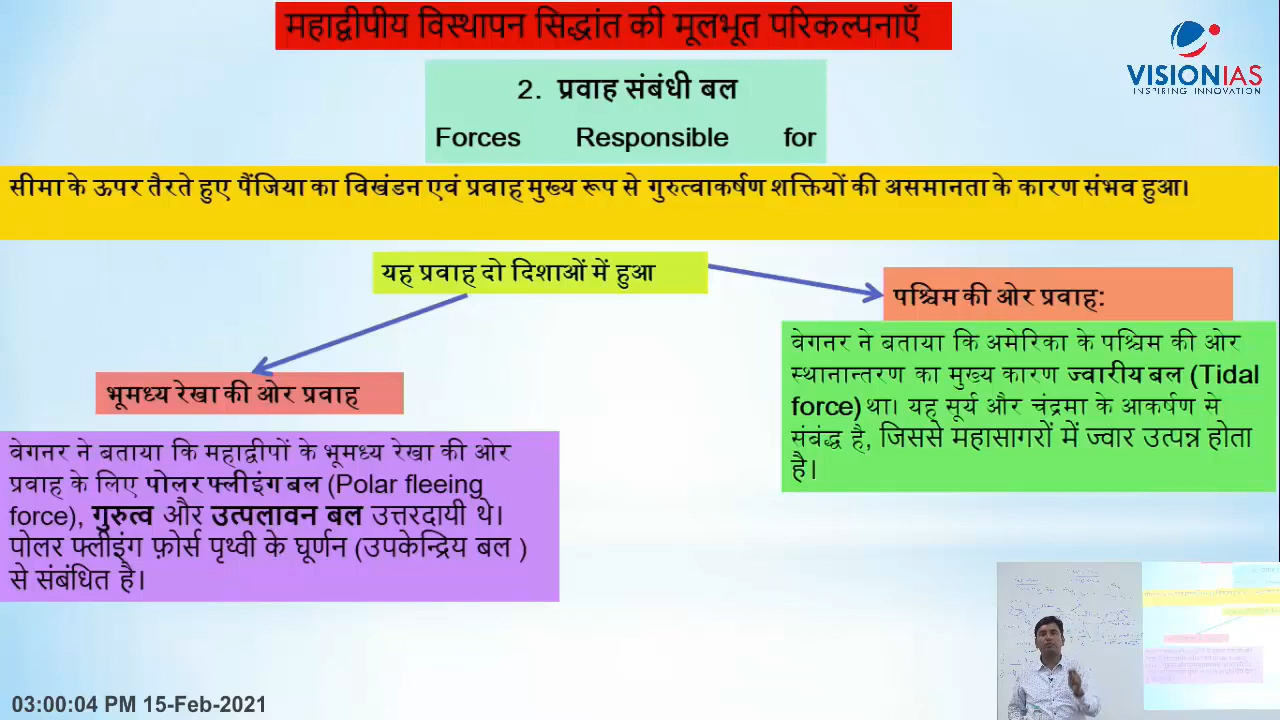 महाद्वीपीय विस्थापन सिद्धांत की मूलभूत परिकल्पनाएँ
VISIONIAS
INSPIRING INNOVATION
2. प्रवाह संबंधी बल
Forces Responsible for
सीमा के ऊपर तैरते हुए पैंजिया का विखंडन एवं प्रवाह मुख्य रूप से गुरुत्वाकर्षण शक्तियों की असमानता के कारण संभव हुआ।
यह प्रवाह दो दिशाओं में हुआ
पश्चिम की ओर प्रवाह:
वेगनर ने बताया कि अमेरिका के पश्चिम की ओर
स्थानान्तरण का मुख्य कारण ज्वारीय बल (Tidal
force) था। यह सूर्य और चंद्रमा के आकर्षण से
संबंद्ध है, जिससे महासागरों में ज्वार उत्पन्न होता
है।
भूमध्य रेखा की ओर प्रवाह
वेगनर ने बताया कि महाद्वीपों के भूमध्य रेखा की ओर
प्रवाह के लिए पोलर फ्लीइंग बल (Polar fleeing
force), गुरुत्व और उत्पलावन बल उत्तरदायी थे।
पोलर फ्लीइंग फ़ोर्स पृथ्वी के घूर्णन (उपकेन्द्रिय बल )
से संबंधित है।
03:00:04 PM 15-Feb-2021